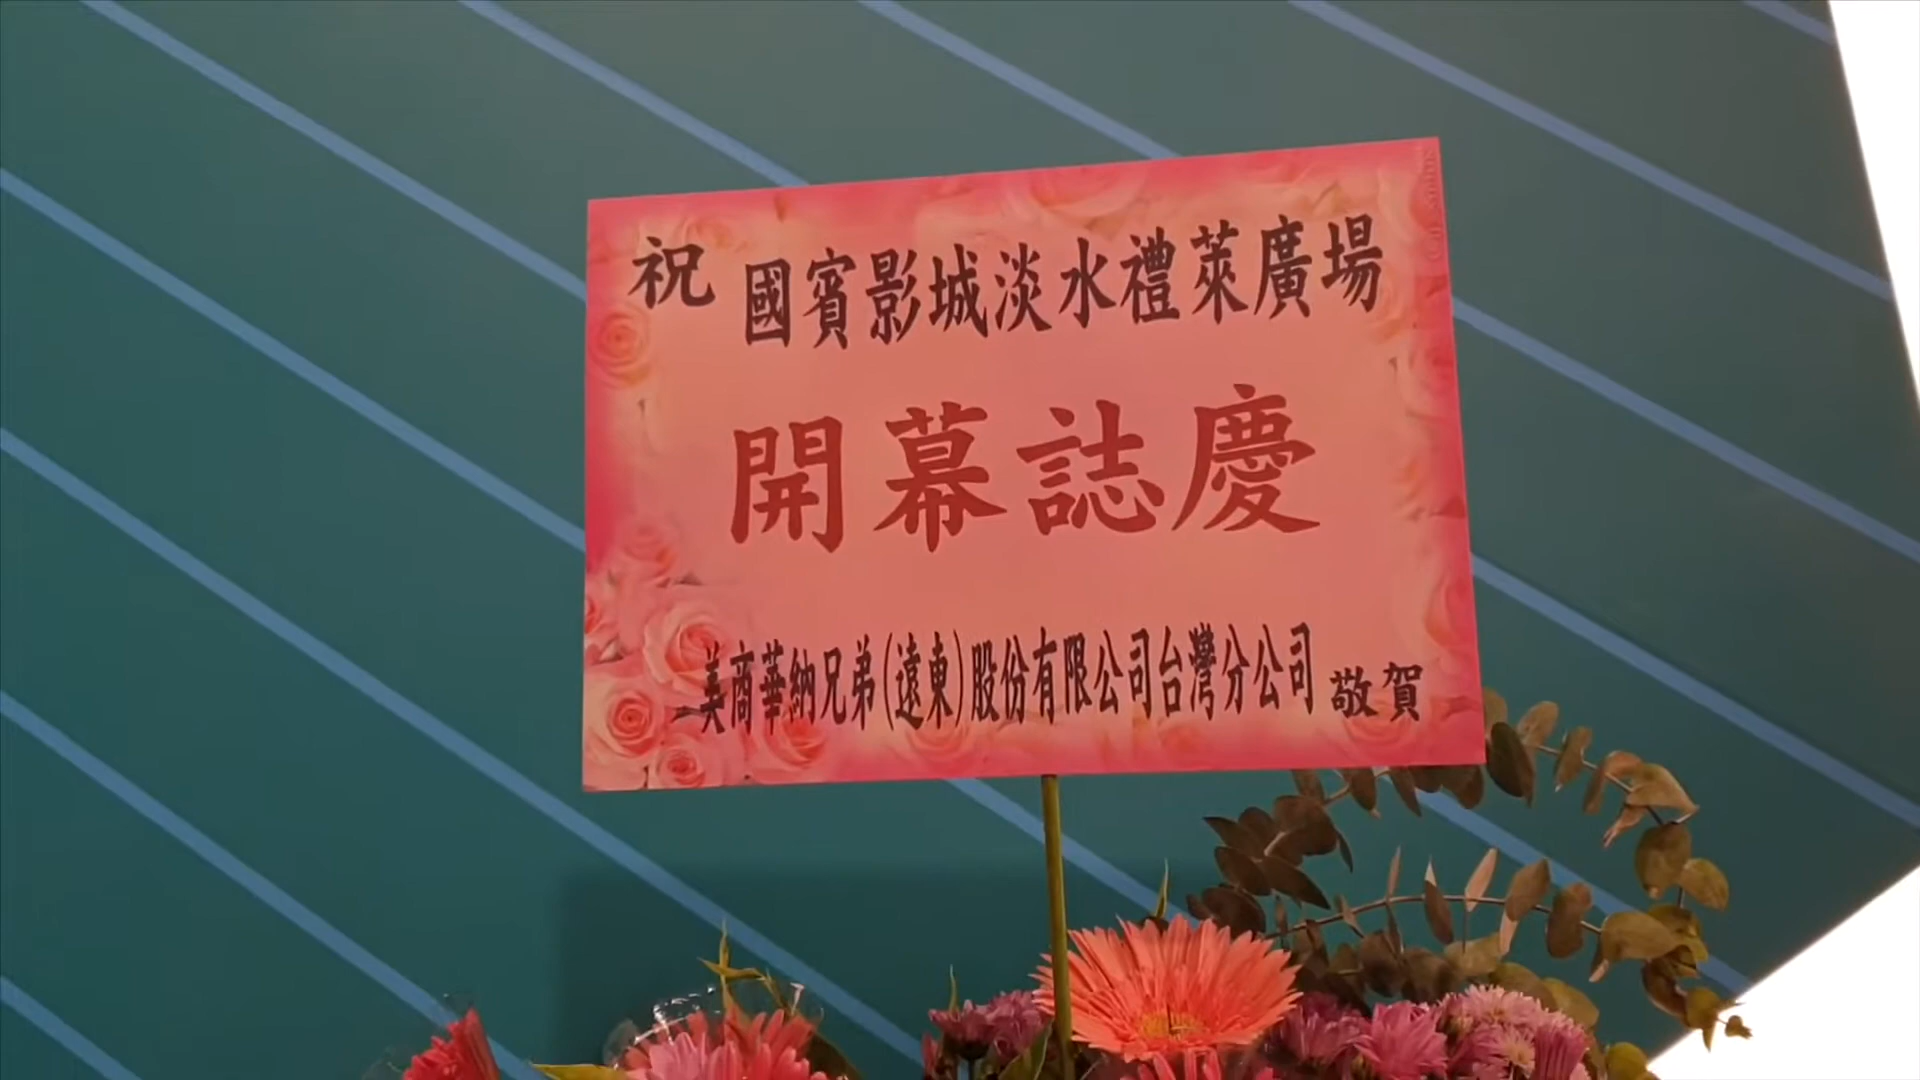 祝 國賓影城淡水禮萊廣場
開幕誌慶
美商華納兄弟(遠東)股份有限公司台灣分公司 敬賀